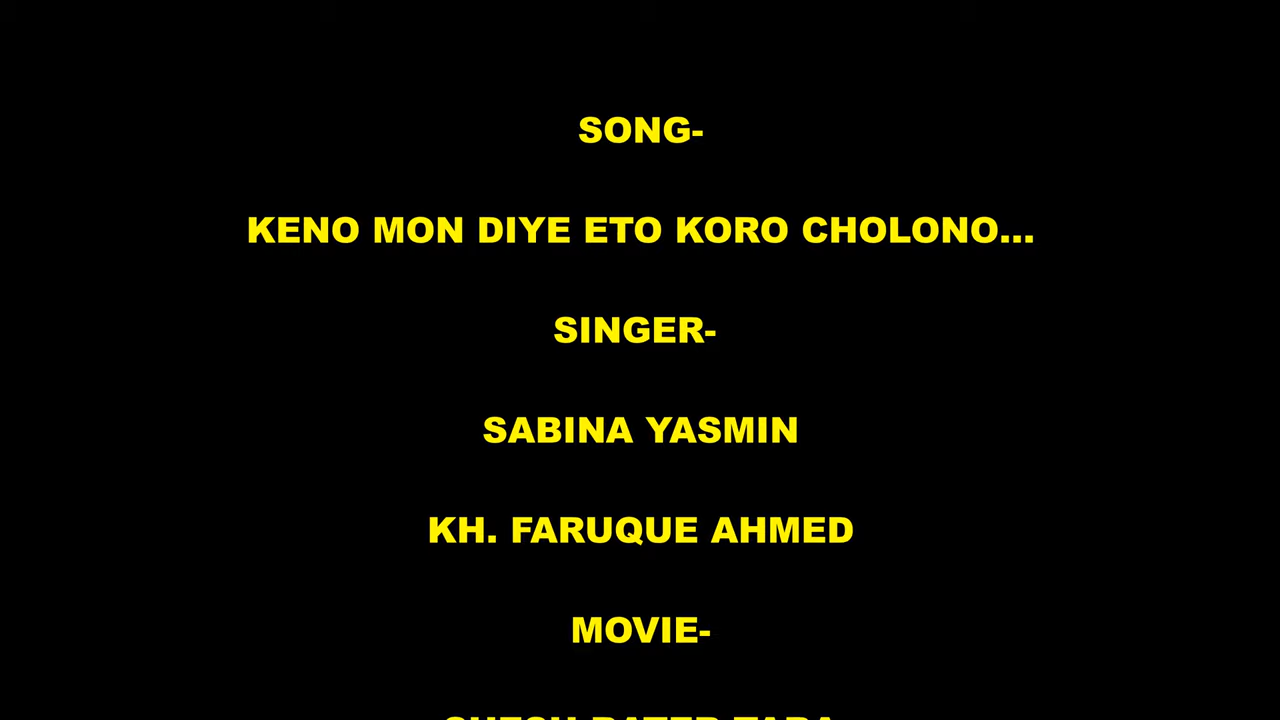 SONG-
KENO MON DIYE ETO KORO CHOLONO...
SINGER-
SABINA YASMIN
KH. FARUQUE AHMED
MOVIE-